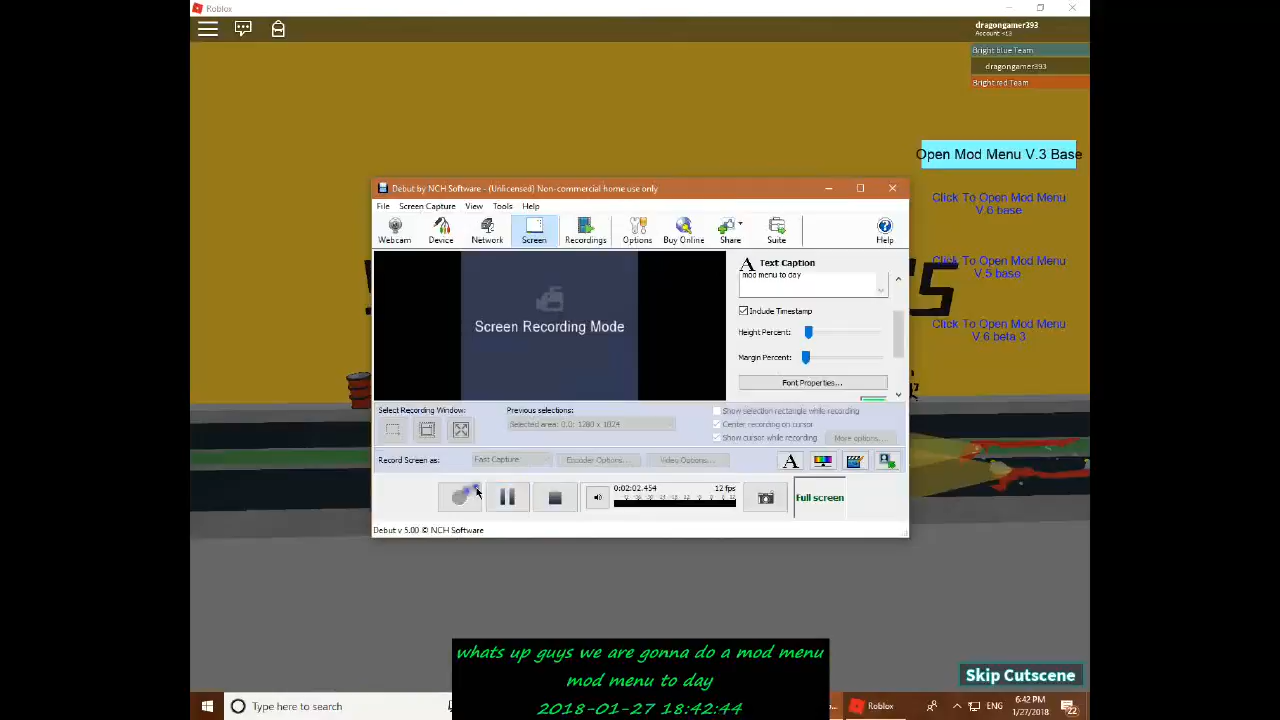 Roblox
dragongamer393
Account <13
Bright blue Team
dragongamer393
Bright red Team
Open Mod Menu V.3 Base
Click To Open Mod Menu
V.6 base
Click To Open Mod Menu
V.5 base
Click To Open Mod Menu
V.6 beta 3
Debut by NCH Software - (Unlicensed) Non-commercial home use only
File Screen Capture View Tools Help
Webcam Device Network Screen Recordings Options Buy Online Share Suite Help
Screen Recording Mode
A Text Caption
mod menu to day
Include Timestamp
Height Percent:
Margin Percent:
Font Properties...
Select Recording Window:
Previous selections:
Selected area: 0,0: 1280 x 1024
Show selection rectangle while recording
Center recording on cursor
Show cursor while recording
More options...
Record Screen as:
Fast Capture
Encoder Options...
Video Options...
A
0:02:02.454
12 fps
Full screen
Debut v 5.00 © NCH Software
whats up guys we are gonna do a mod menu
mod menu to day
2018-01-27 18:42:44
Skip Cutscene
Type here to search
Roblox
ENG
6:42 PM
1/27/2018
22